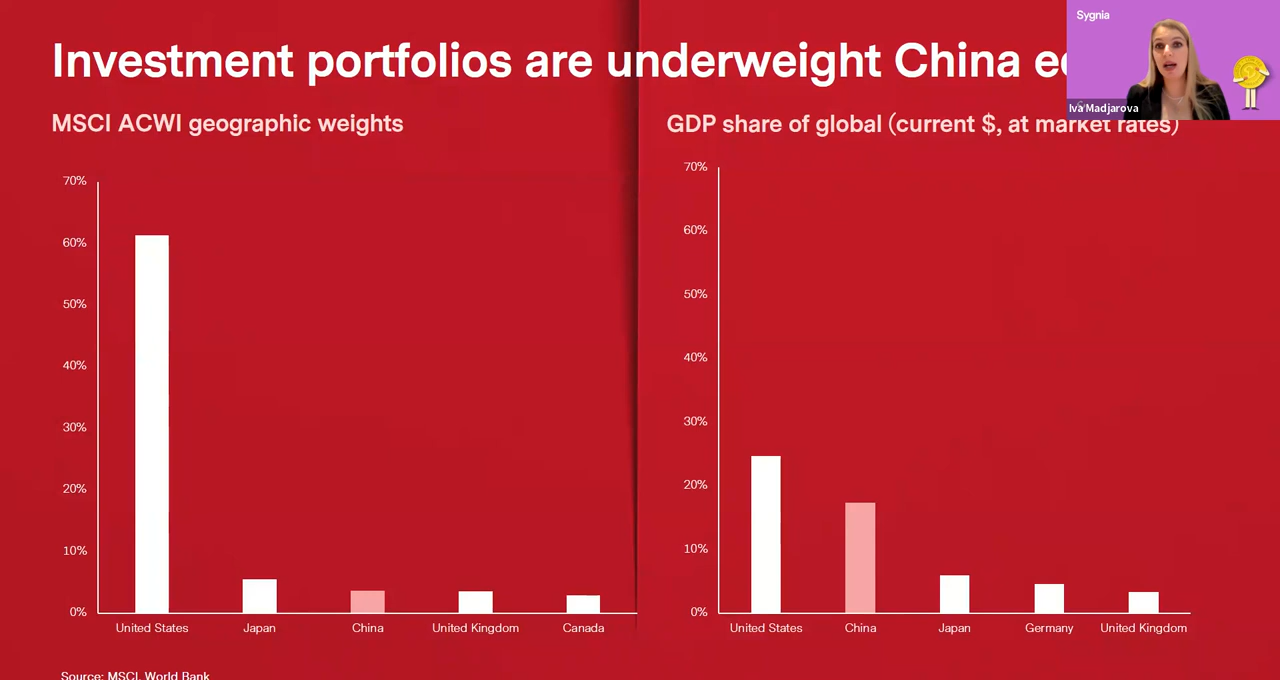 Investment portfolios are underweight China
Sygnia
Iva Madjarova
MSCI ACWI geographic weights
70%
60%
50%
40%
30%
20%
10%
0%
United States Japan China United Kingdom Canada
GDP share of global (current $, at market rates)
70%
60%
50%
40%
30%
20%
10%
0%
United States China Japan Germany United Kingdom
Source: MSCI, World Bank